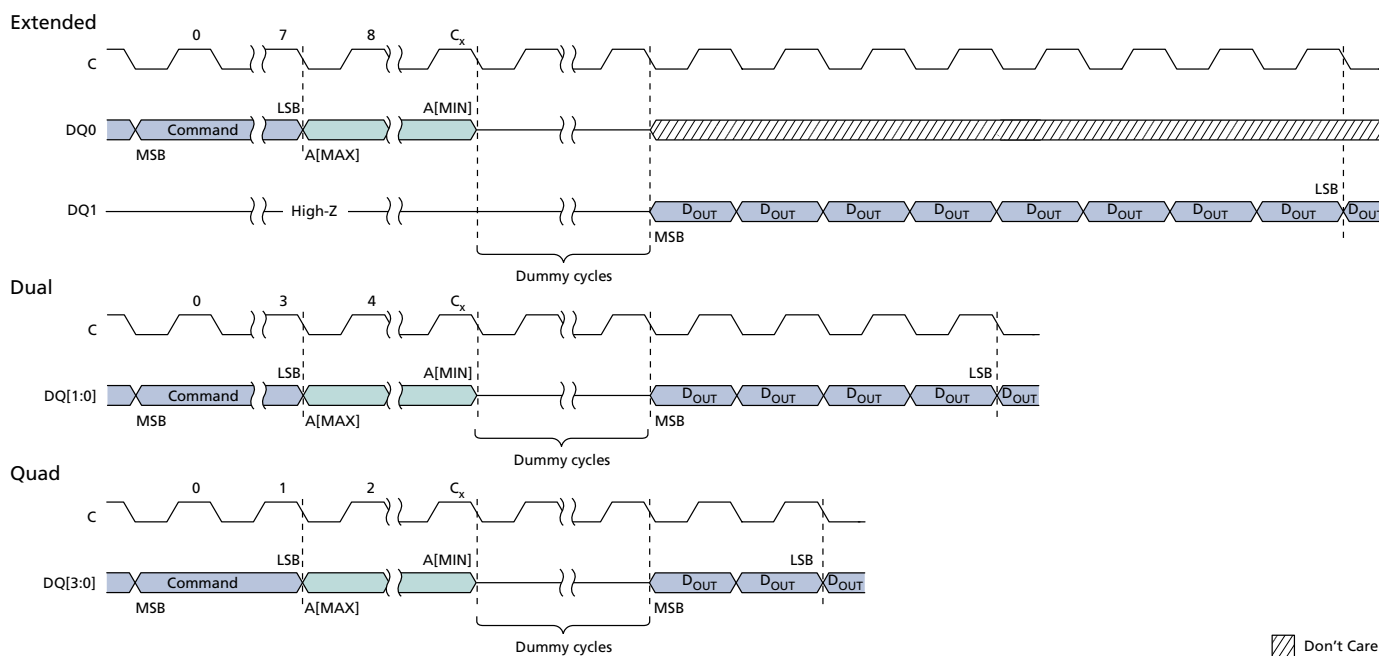 Extended
0 7 8 Cx
C
LSB A[MIN]
DQ0 Command
MSB A[MAX]
LSB
DQ1 High-Z DOUT DOUT DOUT DOUT DOUT DOUT DOUT DOUT DOUT
MSB
Dummy cycles
Dual
0 3 4 Cx
C
LSB A[MIN] LSB
DQ[1:0] Command DOUT DOUT DOUT DOUT DOUT
MSB A[MAX] MSB
Dummy cycles
Quad
0 1 2 Cx
C
LSB A[MIN] LSB
DQ[3:0] Command DOUT DOUT DOUT
MSB A[MAX] MSB
Dummy cycles
Don't Care